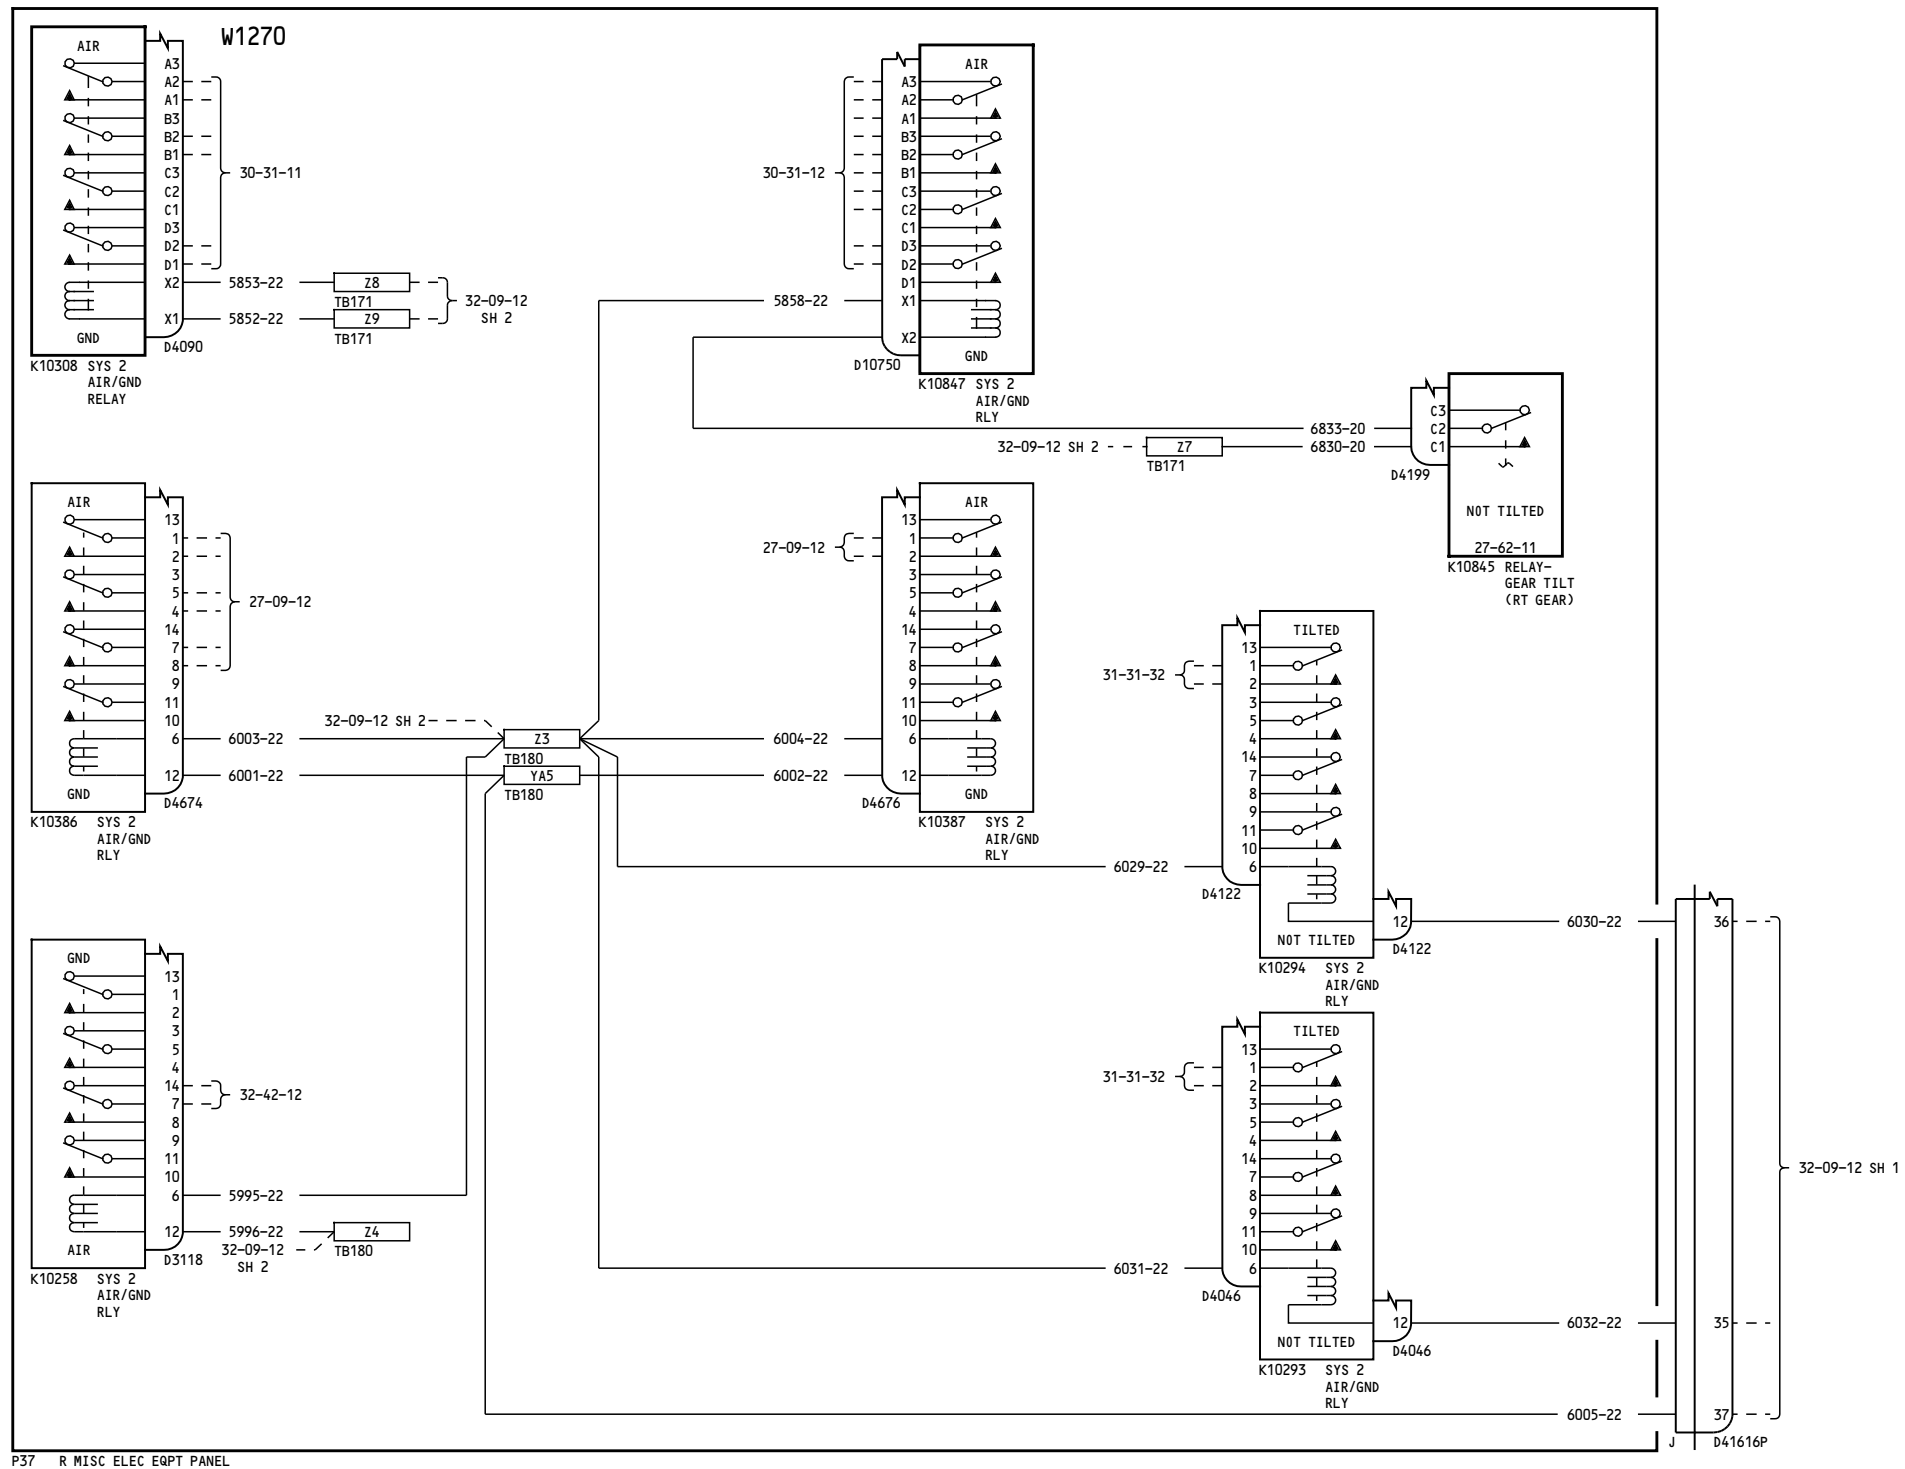 W1270
AIR
A3
A2
A1
B3
B2
B1
C3
C2
C1
D3
D2
D1
X2
X1
GND
30-31-11
5853-22
Z8
TB171
5852-22
Z9
TB171
32-09-12
SH 2
D4090
K10308 SYS 2
AIR/GND
RELAY
AIR
A3
A2
A1
B3
B2
B1
C3
C2
C1
D3
D2
D1
X1
X2
GND
30-31-12
5858-22
D10750
K10847 SYS 2
AIR/GND
RLY
C3
C2
C1
6833-20
32-09-12 SH 2
Z7
TB171
6830-20
D4199
NOT TILTED
27-62-11
K10845 RELAY-
GEAR TILT
(RT GEAR)
AIR
13
1
2
3
5
4
14
7
8
9
11
10
6
12
GND
27-09-12
32-09-12 SH 2
6003-22
Z3
TB180
6001-22
YA5
TB180
D4674
K10386 SYS 2
AIR/GND
RLY
AIR
13
1
2
3
5
4
14
7
8
9
11
10
6
12
GND
27-09-12
6004-22
6002-22
D4676
K10387 SYS 2
AIR/GND
RLY
TILTED
13
1
2
3
5
4
14
7
8
9
11
10
6
12
NOT TILTED
31-31-32
6029-22
D4122
D4122
6030-22
K10294 SYS 2
AIR/GND
RLY
GND
13
1
2
3
5
4
14
7
8
9
11
10
6
12
AIR
32-42-12
5995-22
5996-22
Z4
TB180
32-09-12
SH 2
D3118
K10258 SYS 2
AIR/GND
RLY
TILTED
13
1
2
3
5
4
14
7
8
9
11
10
6
12
NOT TILTED
31-31-32
6031-22
D4046
D4046
6032-22
K10293 SYS 2
AIR/GND
RLY
6005-22
36
35
37
32-09-12 SH 1
J
D41616P
P37 R MISC ELEC EQPT PANEL